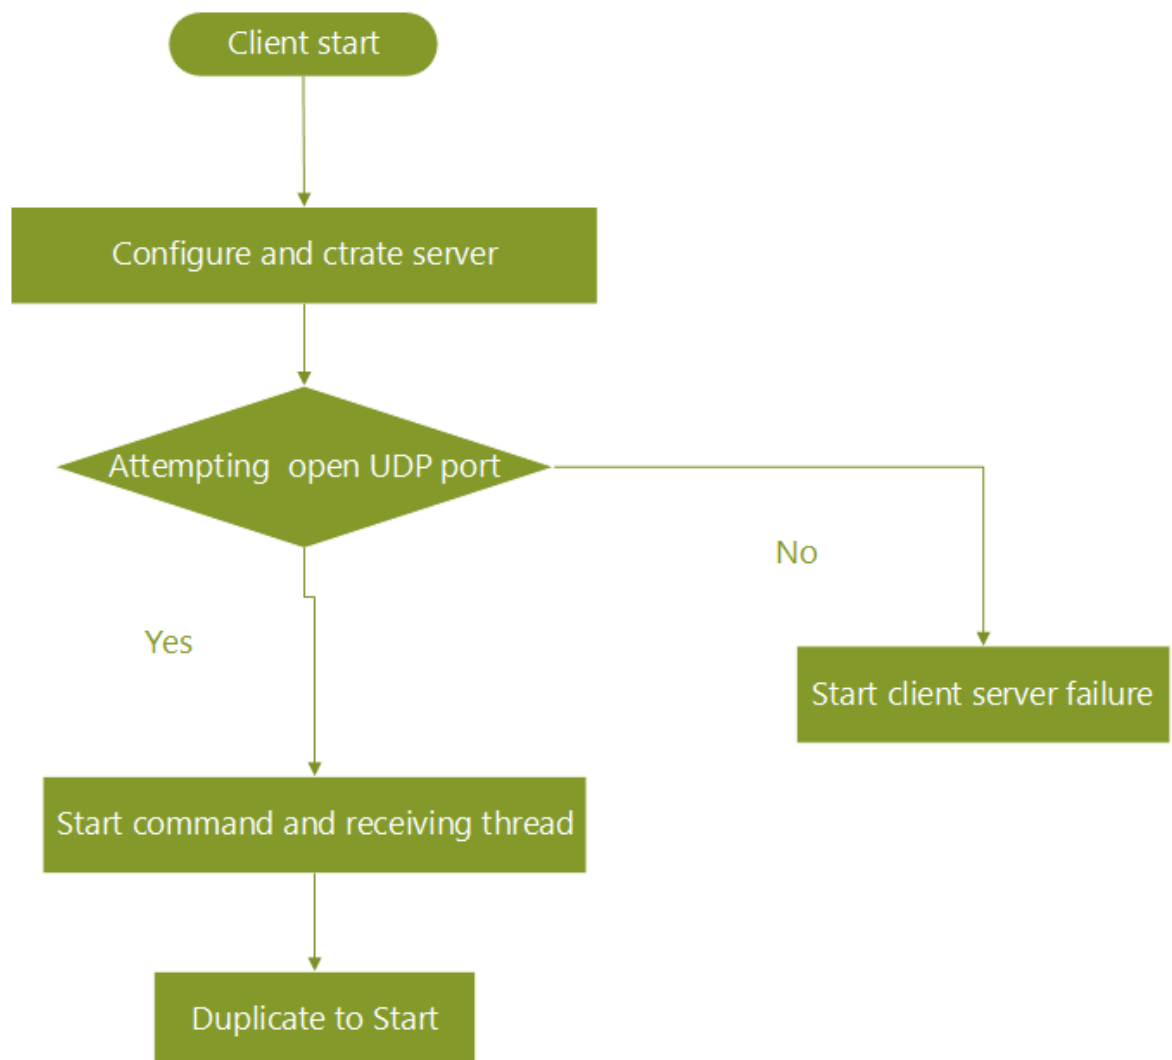 Client start
Configure and ctrate server
Attempting  open UDP port
No
Yes
Start client server failure
Start command and receiving thread
Duplicate to Start